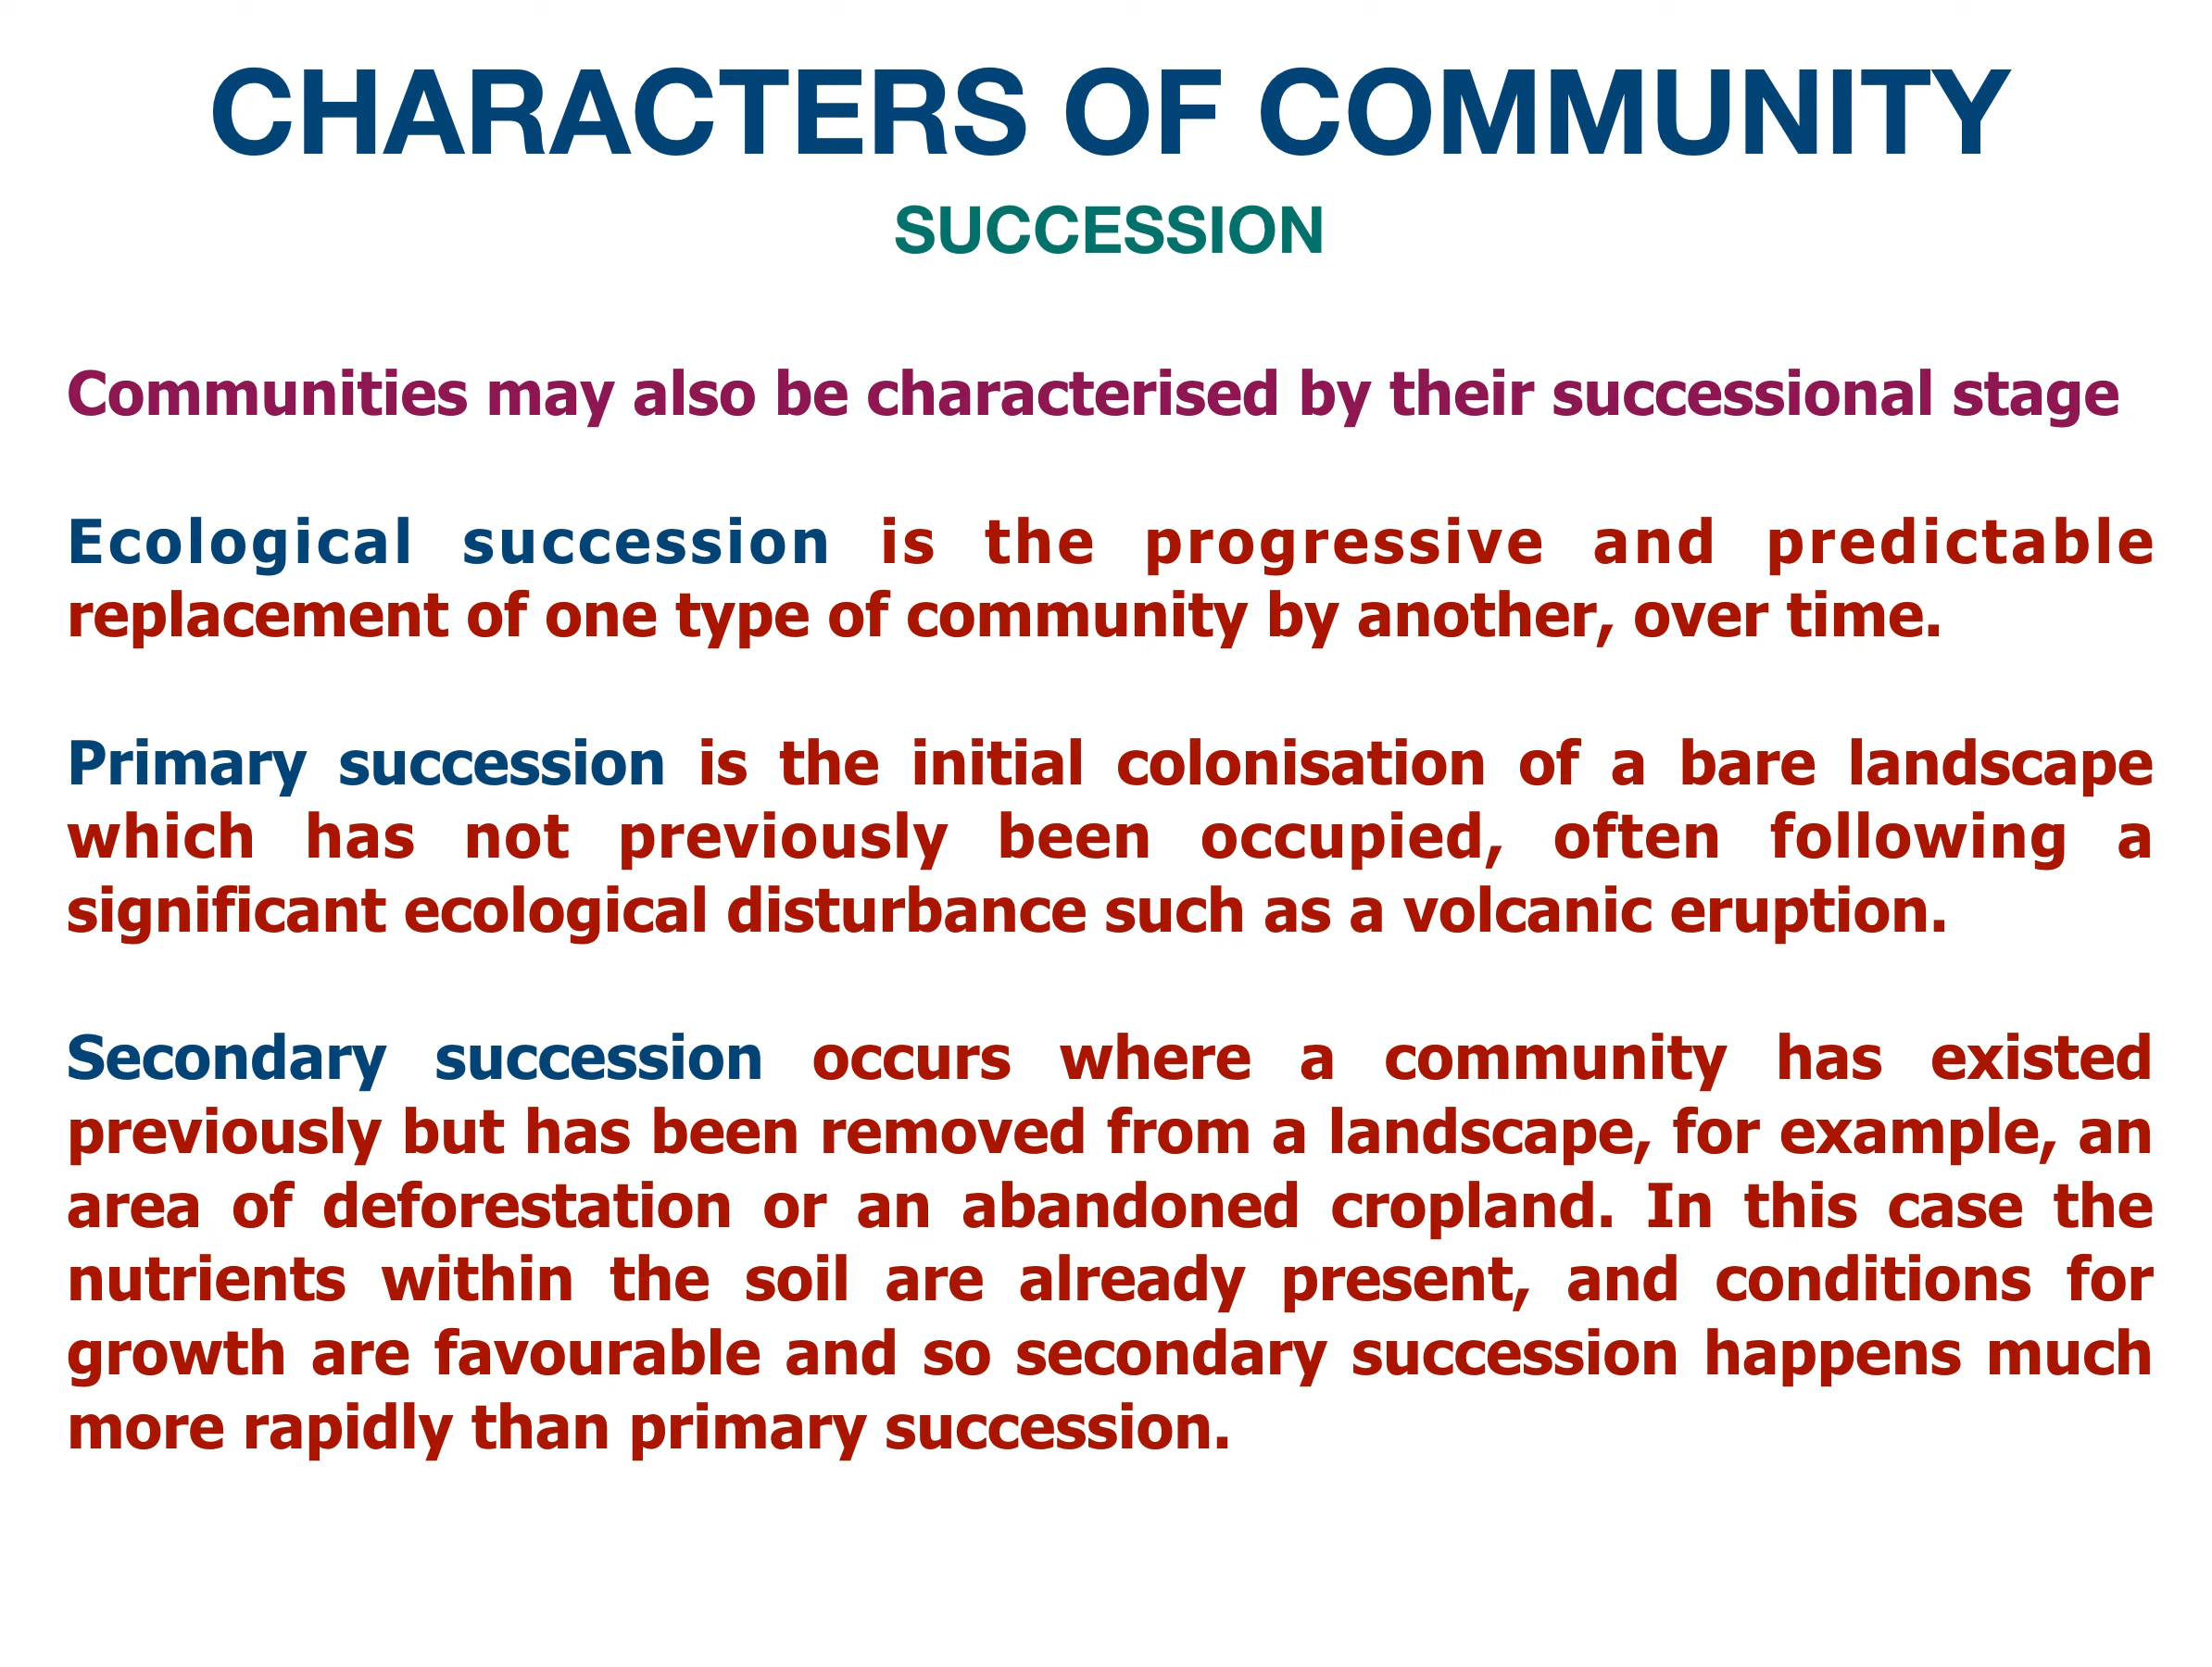 CHARACTERS OF COMMUNITY
SUCCESSION
Communities may also be characterised by their successional stage
Ecological succession is the progressive and predictable
replacement of one type of community by another, over time.
Primary succession is the initial colonisation of a bare landscape
which has not previously been occupied, often following a
significant ecological disturbance such as a volcanic eruption.
Secondary succession occurs where a community has existed
previously but has been removed from a landscape, for example, an
area of deforestation or an abandoned cropland. In this case the
nutrients within the soil are already present, and conditions for
growth are favourable and so secondary succession happens much
more rapidly than primary succession.